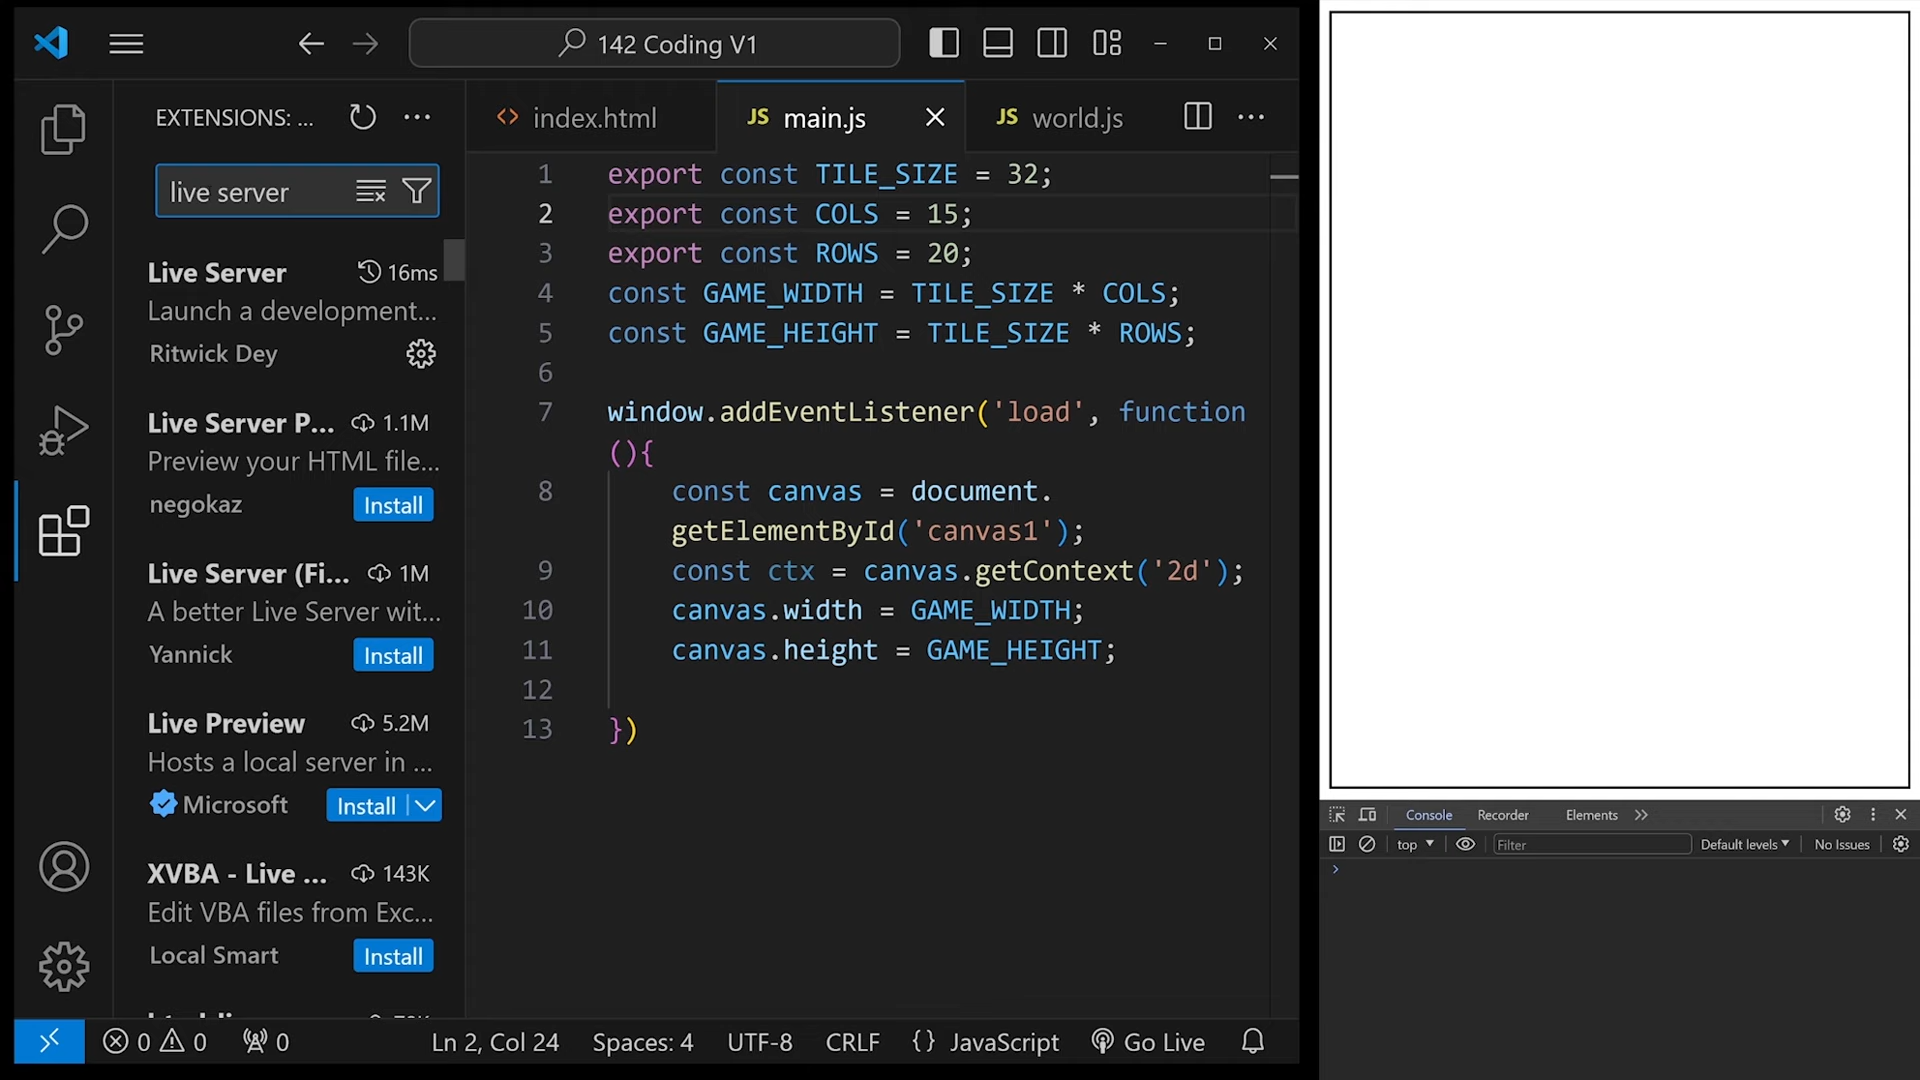 142 Coding V1
EXTENSIONS: ...
live server
Live Server
16ms
Launch a development...
Ritwick Dey
Live Server P...
1.1M
Preview your HTML file...
negokaz
Install
Live Server (Fi...
1M
A better Live Server wit...
Yannick
Install
Live Preview
5.2M
Hosts a local server in ...
Microsoft
Install
XVBA - Live ...
143K
Edit VBA files from Exc...
Local Smart
Install
index.html
JS main.js
JS world.js
1 export const TILE_SIZE = 32;
2 export const COLS = 15;
3 export const ROWS = 20;
4 const GAME_WIDTH = TILE_SIZE * COLS;
5 const GAME_HEIGHT = TILE_SIZE * ROWS;
6
7 window.addEventListener('load', function
(){
8 const canvas = document.
getElementById('canvas1');
9 const ctx = canvas.getContext('2d');
10 canvas.width = GAME_WIDTH;
11 canvas.height = GAME_HEIGHT;
12
13 })
0 0 0
Ln 2, Col 24
Spaces: 4
UTF-8
CRLF
{} JavaScript
Go Live
Console
Recorder
Elements
top
Filter
Default levels
No Issues